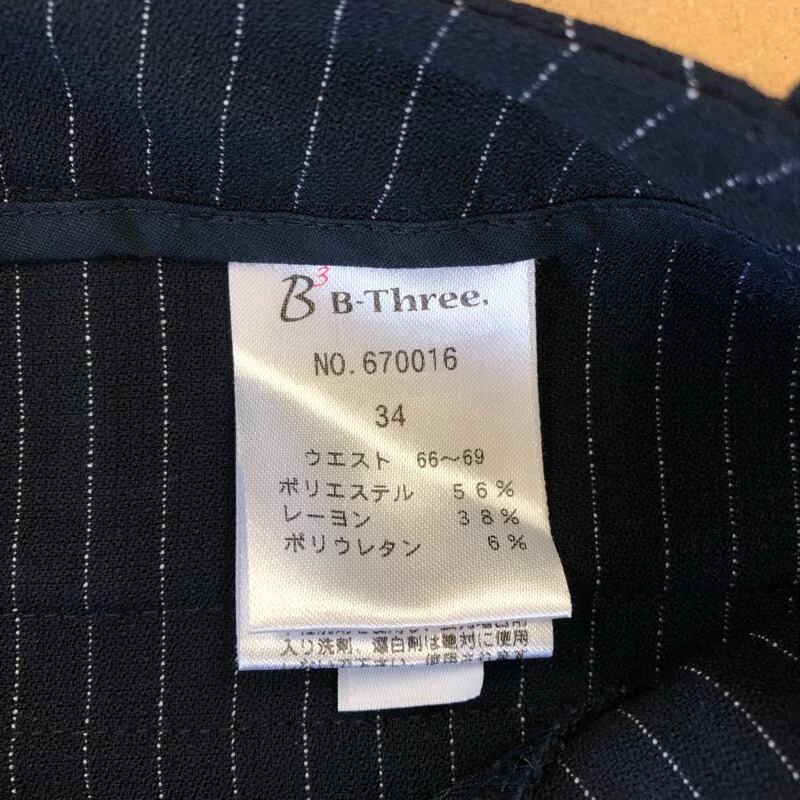 B3 B-Three.
NO.670016
34
ウエスト 66～69
ポリエステル 56%
レーヨン 38%
ポリウレタン 6%
入り洗剤、漂白剤は絶対に使用